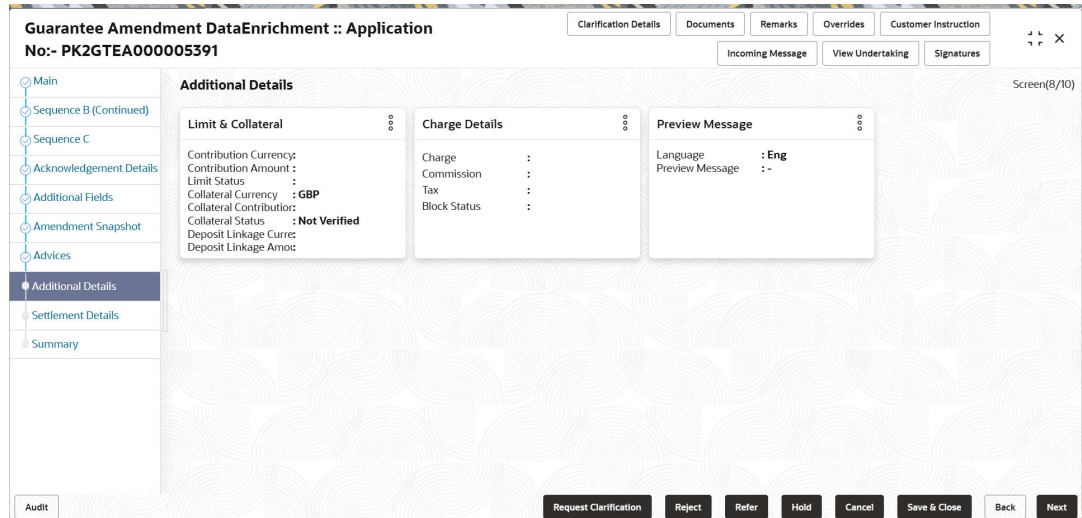 Guarantee Amendment DataEnrichment :: Application
No:- PK2GTEA000005391
Clarification Details
Documents
Remarks
Overrides
Customer Instruction
Incoming Message
View Undertaking
Signatures
Main
Sequence B (Continued)
Sequence C
Acknowledgement Details
Additional Fields
Amendment Snapshot
Advices
Additional Details
Settlement Details
Summary
Additional Details
Screen(8/10)
Limit & Collateral
Contribution Currency:
Contribution Amount :
Limit Status :
Collateral Currency : GBP
Collateral Contribution:
Collateral Status : Not Verified
Deposit Linkage Curre:
Deposit Linkage Amou:
Charge Details
Charge :
Commission :
Tax :
Block Status :
Preview Message
Language : Eng
Preview Message : -
Audit
Request Clarification
Reject
Refer
Hold
Cancel
Save & Close
Back
Next